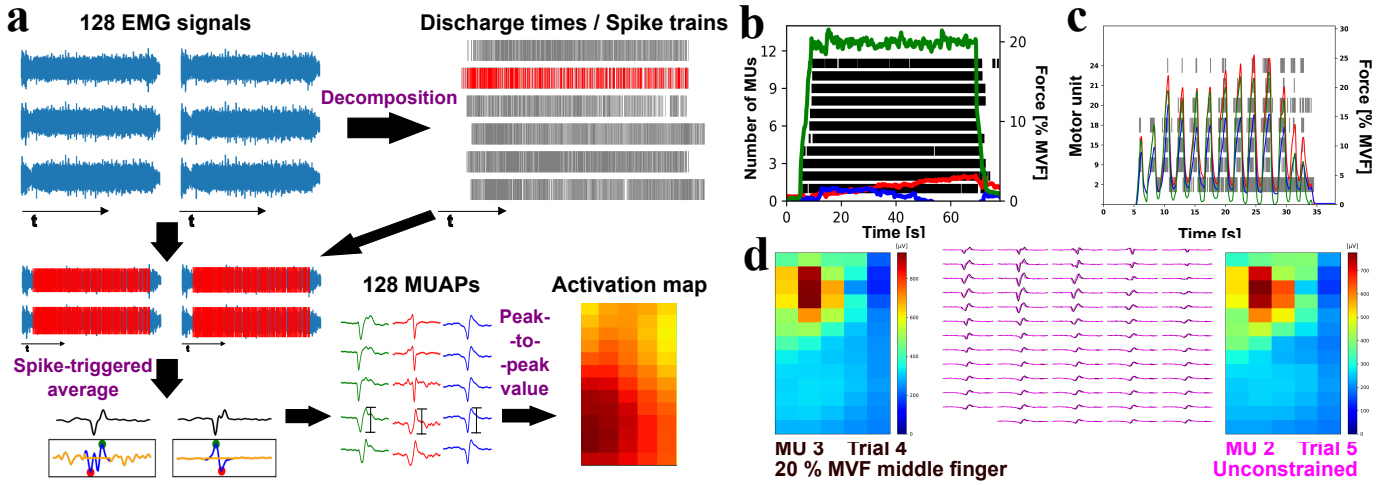 a
128 EMG signals
Discharge times / Spike trains
Decomposition
t
t
t
128 MUAPs
Activation map
t
t
Spike-triggered
average
Peak-
-to-
-peak
value
b
Number of MUs
12
9
6
3
0
20
10
0
Force
[% MVF]
0
20
40
60
Time [s]
c
Motor unit
24
21
20
18
15
9
2
30
25
20
15
10
5
0
Force
[% MVF]
0
5
10
15
20
25
30
35
Time [s]
d
[μV]
800
600
400
200
MU 3 Trial 4
20 % MVF middle finger
[μV]
700
600
500
400
300
200
100
MU 2 Trial 5
Unconstrained